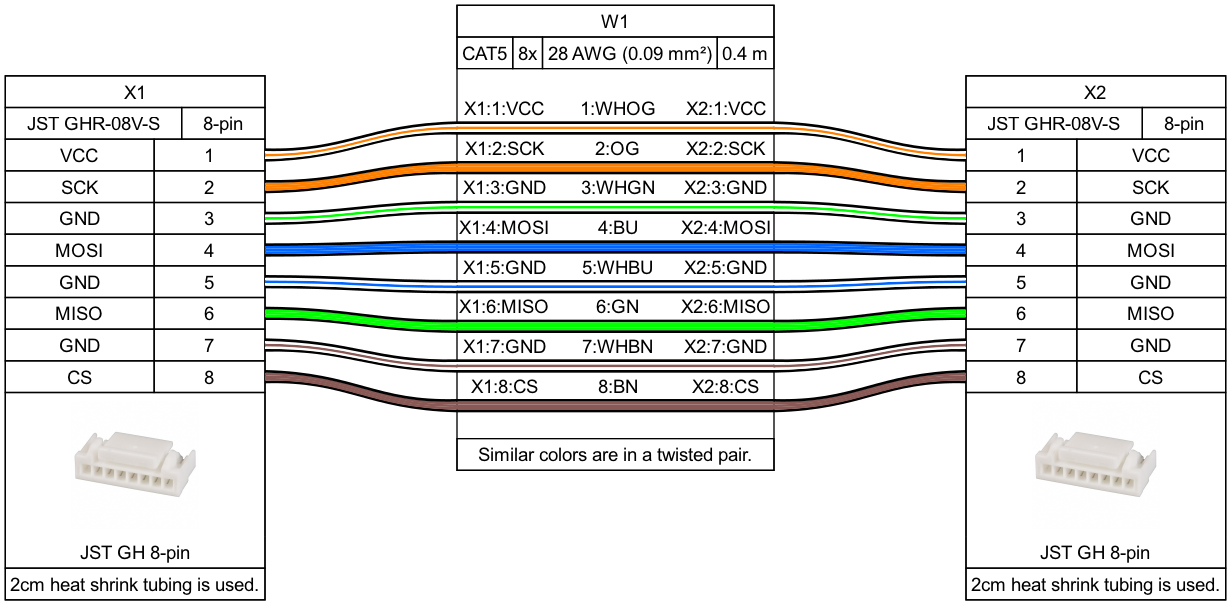 X1
JST GHR-08V-S 8-pin
VCC 1
SCK 2
GND 3
MOSI 4
GND 5
MISO 6
GND 7
CS 8
JST GH 8-pin
2cm heat shrink tubing is used.
W1
CAT5 8x 28 AWG (0.09 mm²) 0.4 m
X1:1:VCC 1:WHOG X2:1:VCC
X1:2:SCK 2:OG X2:2:SCK
X1:3:GND 3:WHGN X2:3:GND
X1:4:MOSI 4:BU X2:4:MOSI
X1:5:GND 5:WHBU X2:5:GND
X1:6:MISO 6:GN X2:6:MISO
X1:7:GND 7:WHBN X2:7:GND
X1:8:CS 8:BN X2:8:CS
Similar colors are in a twisted pair.
X2
JST GHR-08V-S 8-pin
1 VCC
2 SCK
3 GND
4 MOSI
5 GND
6 MISO
7 GND
8 CS
JST GH 8-pin
2cm heat shrink tubing is used.